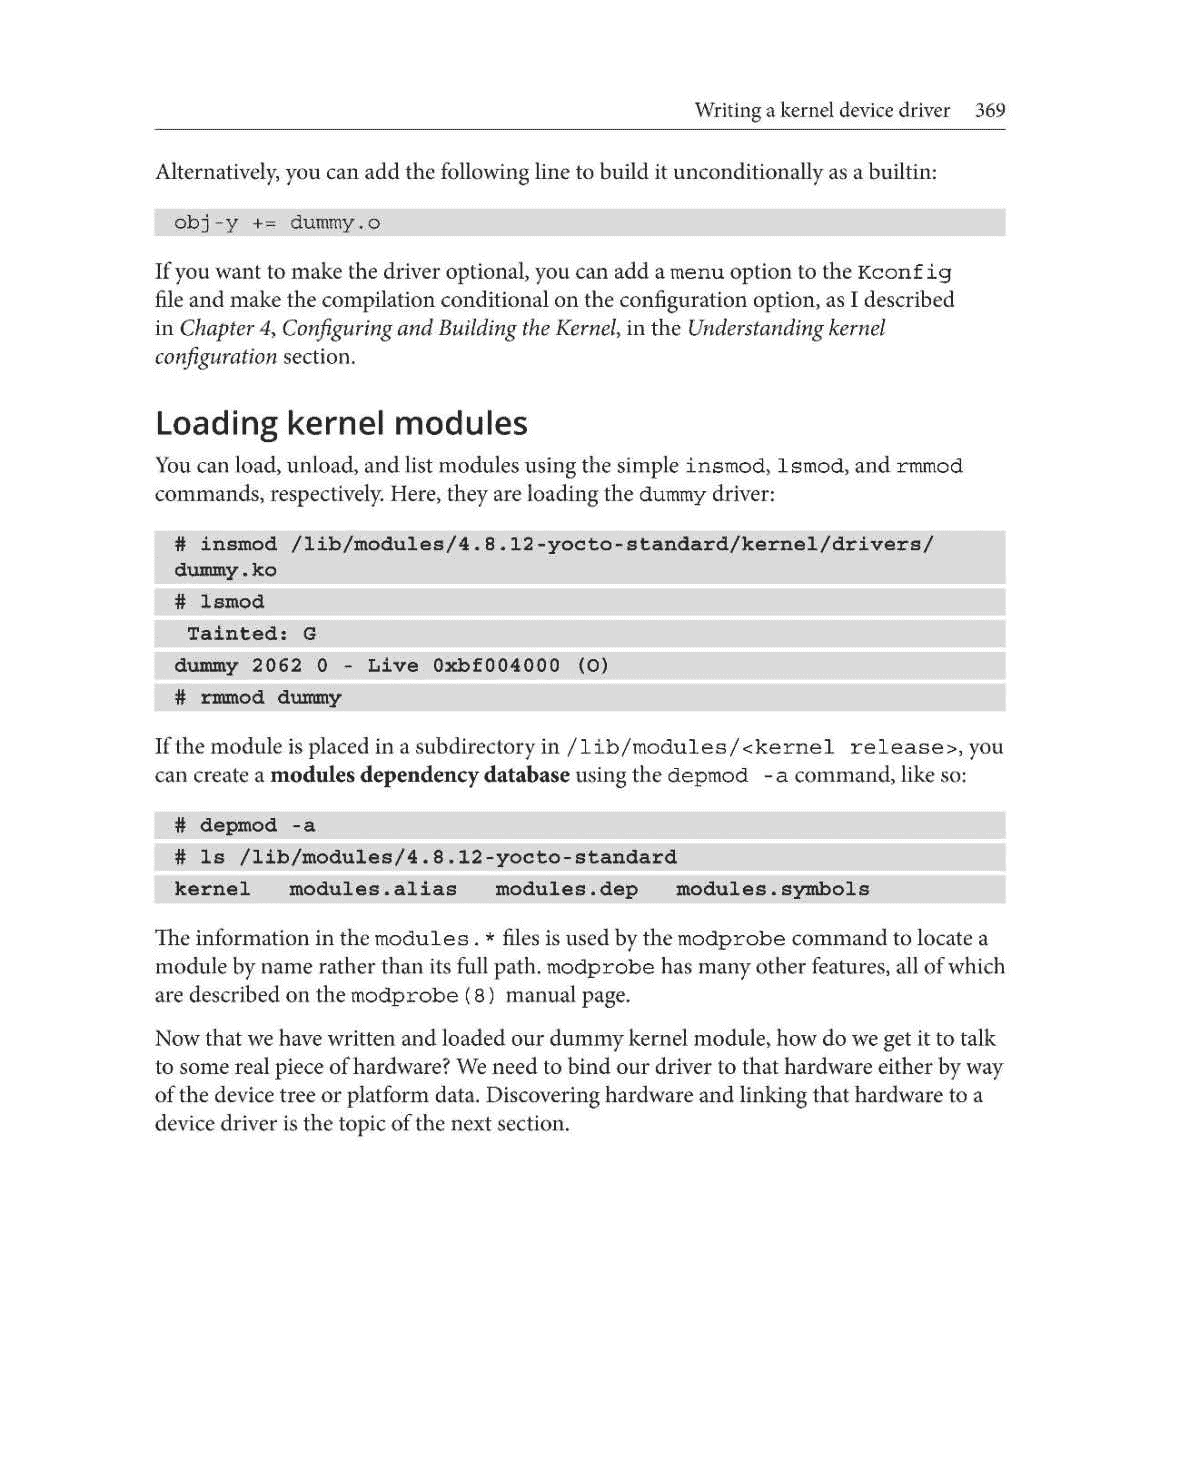 Writing a kernel device driver 369
Alternatively, you can add the following line to build it unconditionally as a builtin:
obj-y += dummy.o
If you want to make the driver optional, you can add a menu option to the Kconfig
file and make the compilation conditional on the configuration option, as I described
in Chapter 4, Configuring and Building the Kernel, in the Understanding kernel
configuration section.
Loading kernel modules
You can load, unload, and list modules using the simple insmod, lsmod, and rmmod
commands, respectively. Here, they are loading the dummy driver:
# insmod /lib/modules/4.8.12-yocto-standard/kernel/drivers/
dummy.ko
# lsmod
Tainted: G
dummy 2062 0 - Live 0xbf004000 (O)
# rmmod dummy
If the module is placed in a subdirectory in /lib/modules/<kernel release>, you
can create a modules dependency database using the depmod -a command, like so:
# depmod -a
# ls /lib/modules/4.8.12-yocto-standard
kernel modules.alias modules.dep modules.symbols
The information in the modules.* files is used by the modprobe command to locate a
module by name rather than its full path. modprobe has many other features, all of which
are described on the modprobe(8) manual page.
Now that we have written and loaded our dummy kernel module, how do we get it to talk
to some real piece of hardware? We need to bind our driver to that hardware either by way
of the device tree or platform data. Discovering hardware and linking that hardware to a
device driver is the topic of the next section.